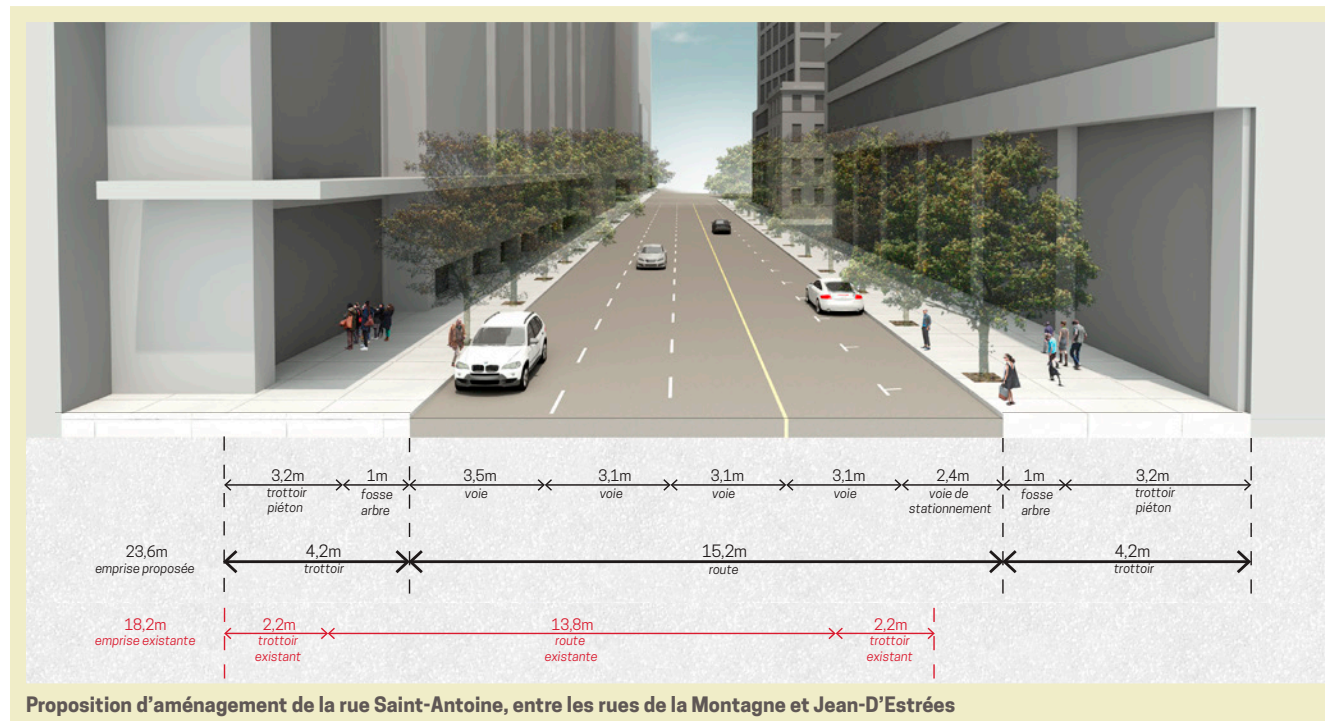 3,2m 1m 3,5m 3,1m 3,1m 3,1m 2,4m 1m 3,2m
trottoir fosse voie voie voie voie voie de fosse trottoir
piéton arbre stationnement arbre piéton
23,6m 4,2m 15,2m 4,2m
emprise proposée trottoir route trottoir
18,2m 2,2m 13,8m 2,2m
emprise existante trottoir route trottoir
existant existante existant
Proposition d'aménagement de la rue Saint-Antoine, entre les rues de la Montagne et Jean-D'Estrées